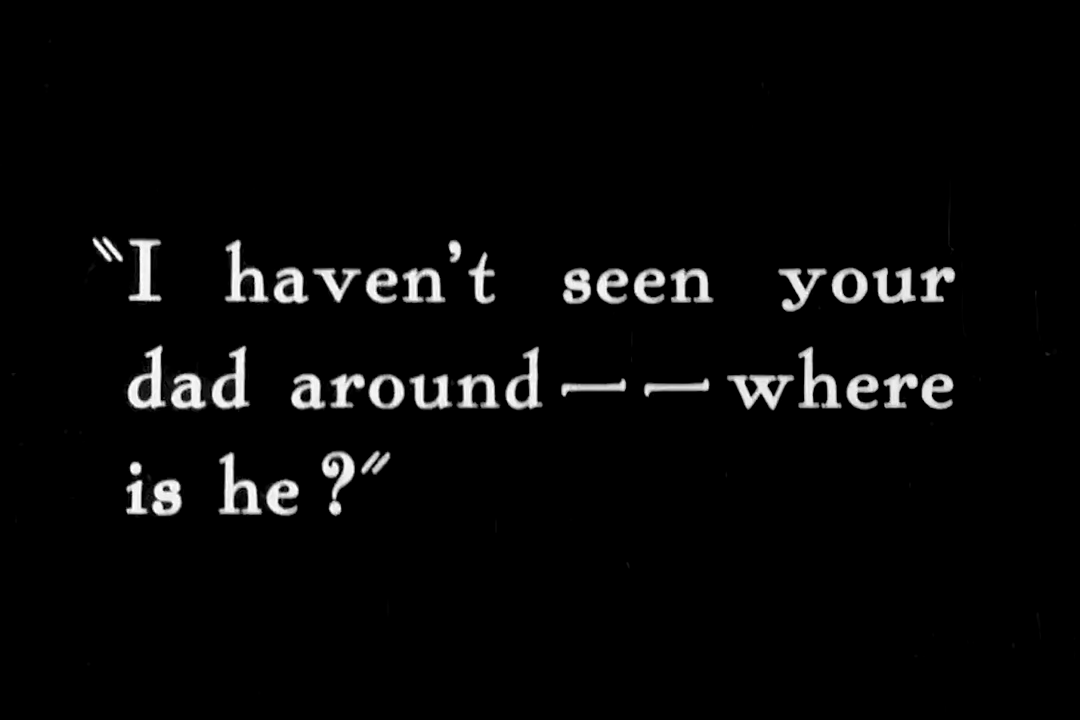 "I haven't seen your
dad around——where
is he?"